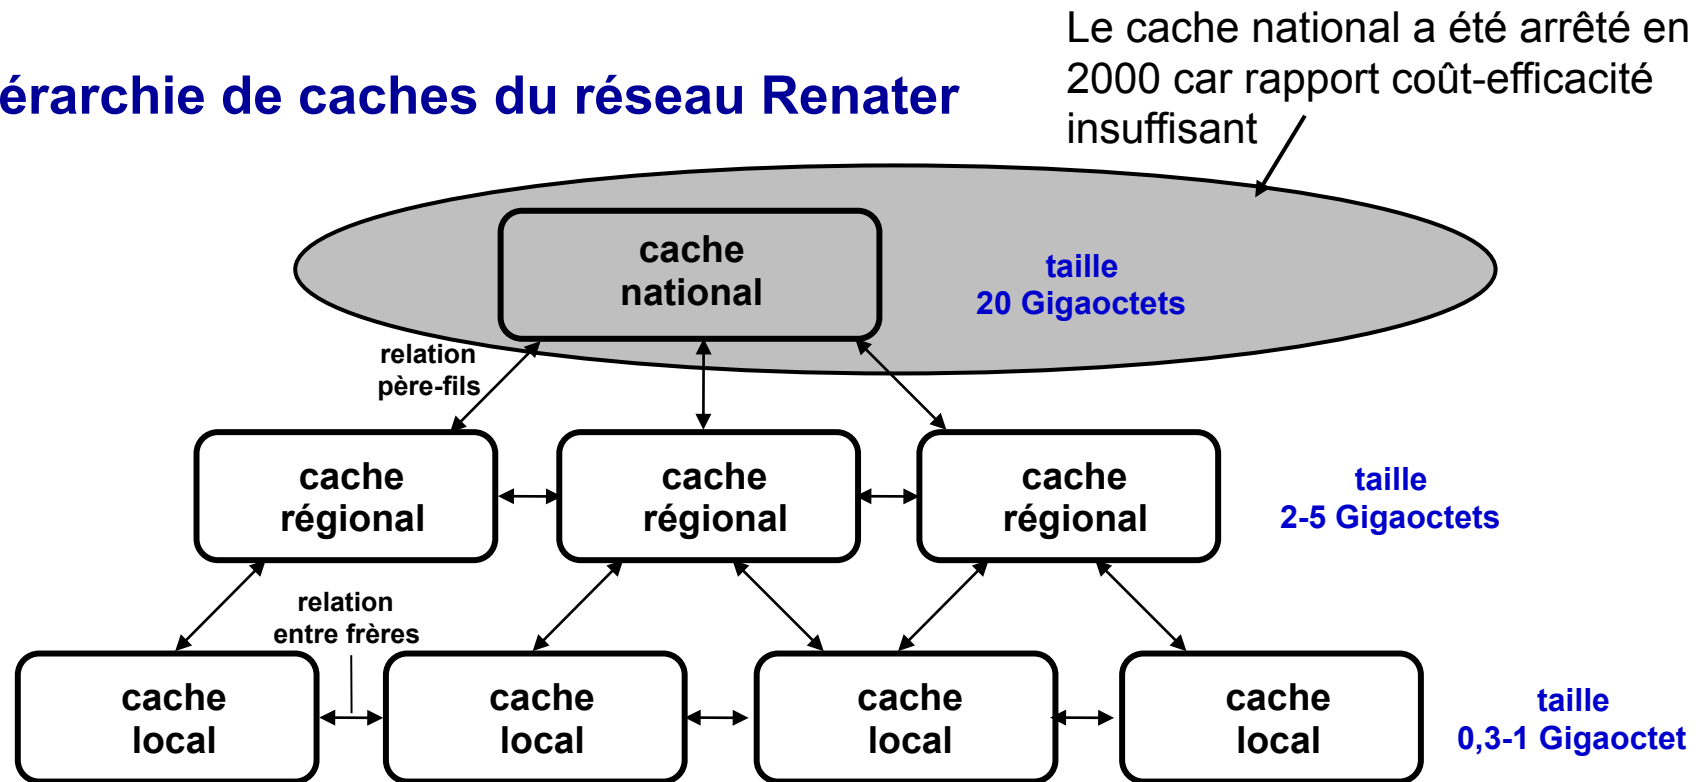 Le cache national a été arrêté en
2000 car rapport coût-efficacité
insuffisant
érarchie de caches du réseau Renater
cache
national
taille
20 Gigaoctets
relation
père-fils
cache
régional
cache
régional
cache
régional
taille
2-5 Gigaoctets
relation
entre frères
cache
local
cache
local
cache
local
cache
local
taille
0,3-1 Gigaoctet